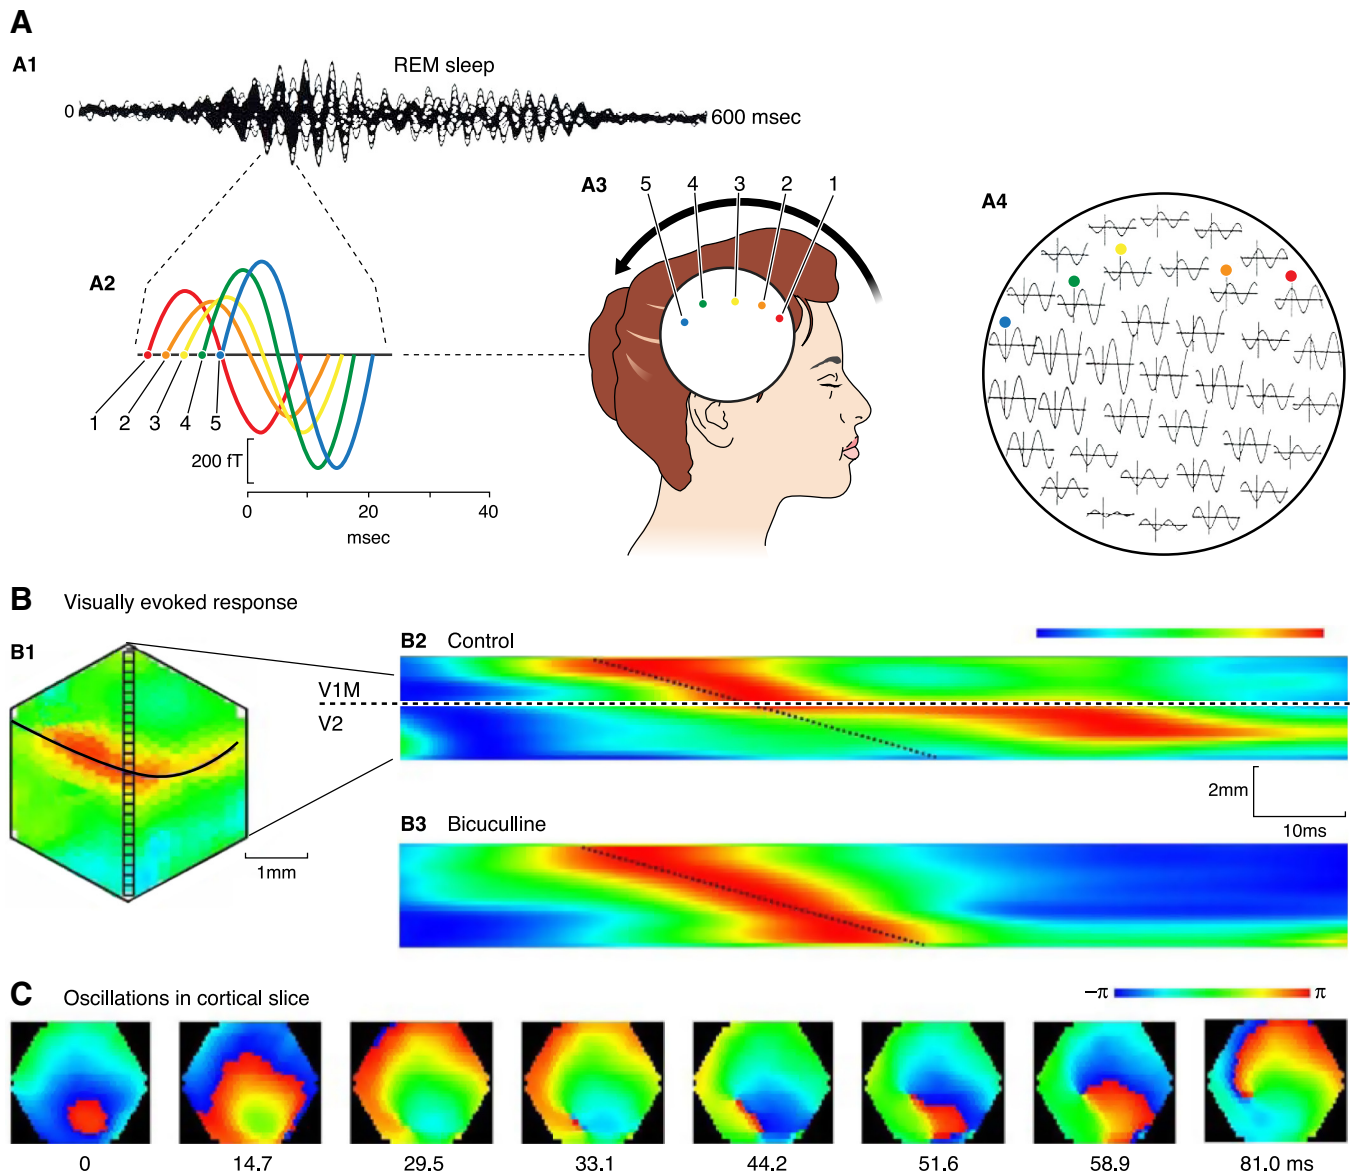 A
A1
REM sleep
0
600 msec
A2
1 2 3 4 5
200 fT
0 20 40
msec
A3
5 4 3 2 1
A4
B Visually evoked response
B1
1mm
V1M
V2
B2 Control
2mm
10ms
B3 Bicuculline
C Oscillations in cortical slice
−π π
0 14.7 29.5 33.1 44.2 51.6 58.9 81.0 ms